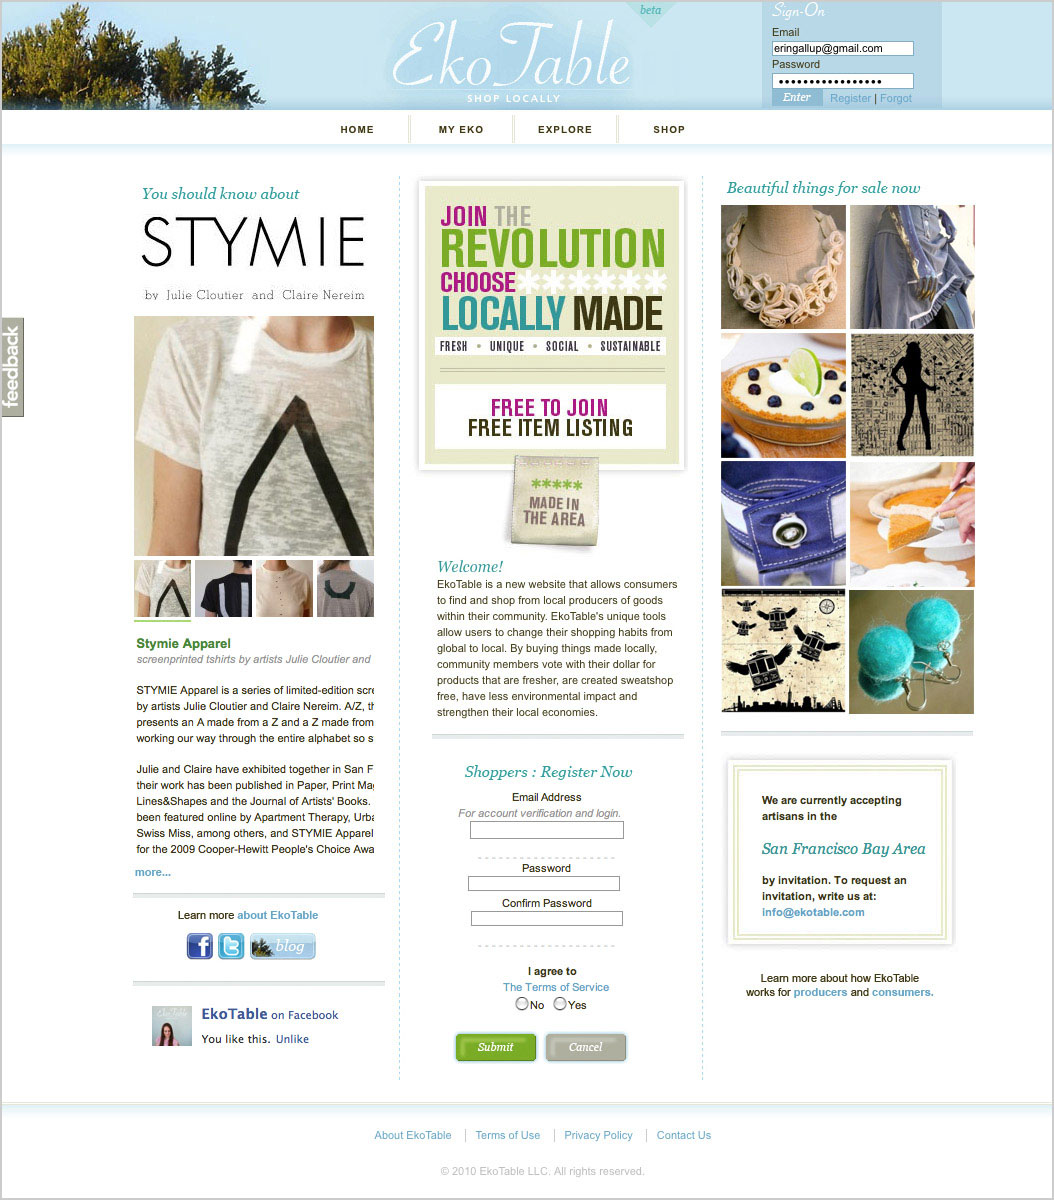 beta
EkoTable
SHOP LOCALLY
Sign-On
Email
eringallup@gmail.com
Password
Enter
Register | Forgot
HOME
MY EKO
EXPLORE
SHOP
feedback
You should know about
STYMIE
by Julie Cloutier and Claire Nereim
Stymie Apparel
screenprinted tshirts by artists Julie Cloutier and
STYMIE Apparel is a series of limited-edition scre
by artists Julie Cloutier and Claire Nereim. A/Z, th
presents an A made from a Z and a Z made from
working our way through the entire alphabet so s
Julie and Claire have exhibited together in San F
their work has been published in Paper, Print Mag
Lines&Shapes and the Journal of Artists' Books.
been featured online by Apartment Therapy, Urba
Swiss Miss, among others, and STYMIE Apparel
for the 2009 Cooper-Hewitt People's Choice Awa
more...
Learn more about EkoTable
blog
EkoTable on Facebook
You like this. Unlike
JOIN THE
REVOLUTION
CHOOSE ******
LOCALLY MADE
FRESH • UNIQUE • SOCIAL • SUSTAINABLE
FREE TO JOIN
FREE ITEM LISTING
*****
MADE IN
THE AREA
Welcome!
EkoTable is a new website that allows consumers
to find and shop from local producers of goods
within their community. EkoTable's unique tools
allow users to change their shopping habits from
global to local. By buying things made locally,
community members vote with their dollar for
products that are fresher, are created sweatshop
free, have less environmental impact and
strengthen their local economies.
Shoppers : Register Now
Email Address
For account verification and login.
Password
Confirm Password
I agree to
The Terms of Service
No Yes
Submit
Cancel
Beautiful things for sale now
We are currently accepting
artisans in the
San Francisco Bay Area
by invitation. To request an
invitation, write us at:
info@ekotable.com
Learn more about how EkoTable
works for producers and consumers.
About EkoTable
Terms of Use
Privacy Policy
Contact Us
© 2010 EkoTable LLC. All rights reserved.